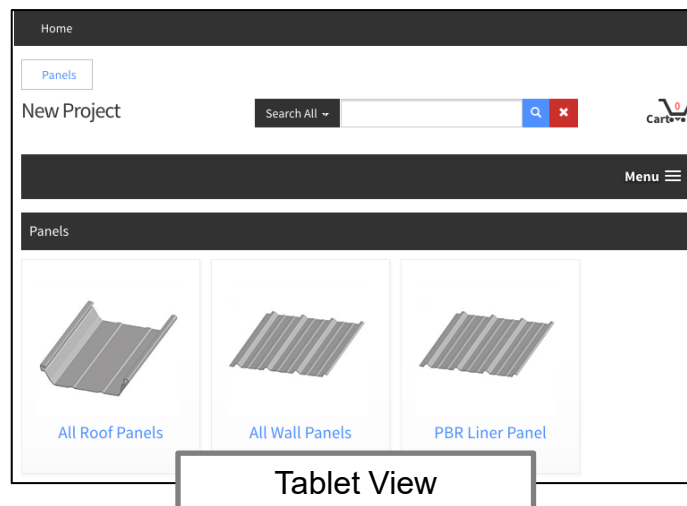 Home
Panels
New Project
Search All
0
Cart
Menu
Panels
All Roof Panels
All Wall Panels
PBR Liner Panel
Tablet View